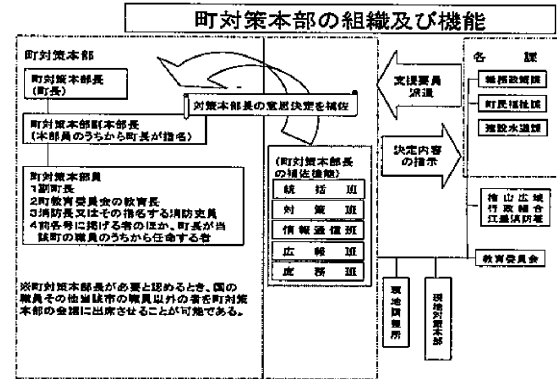 町対策本部の組織及び機能
町対策本部
町対策本部長
(町長)
町対策本部副本部長
(本部員のうちから町長が指名)
町対策本部員
1副町長
2町教育委員会の教育長
3消防長又はその指名する消防吏員
4前各号に掲げる者のほか、町長が当
該町の職員のうちから任命する者
※町対策本部長が必要と認めるとき、国の
職員その他当該市の職員以外の者を町対策
本部の会議に出席させることが可能である。
対策本部長の意思決定を補佐
(町対策本部長
の補佐機能)
統括班
対策班
情報通信班
広報班
庶務班
支援要員
派遣
決定内容
の指示
各課
総務政策課
町民福祉課
建設水道課
檜山広域
行政組合
江差消防署
教育委員会
現地調整所
現地対策本部